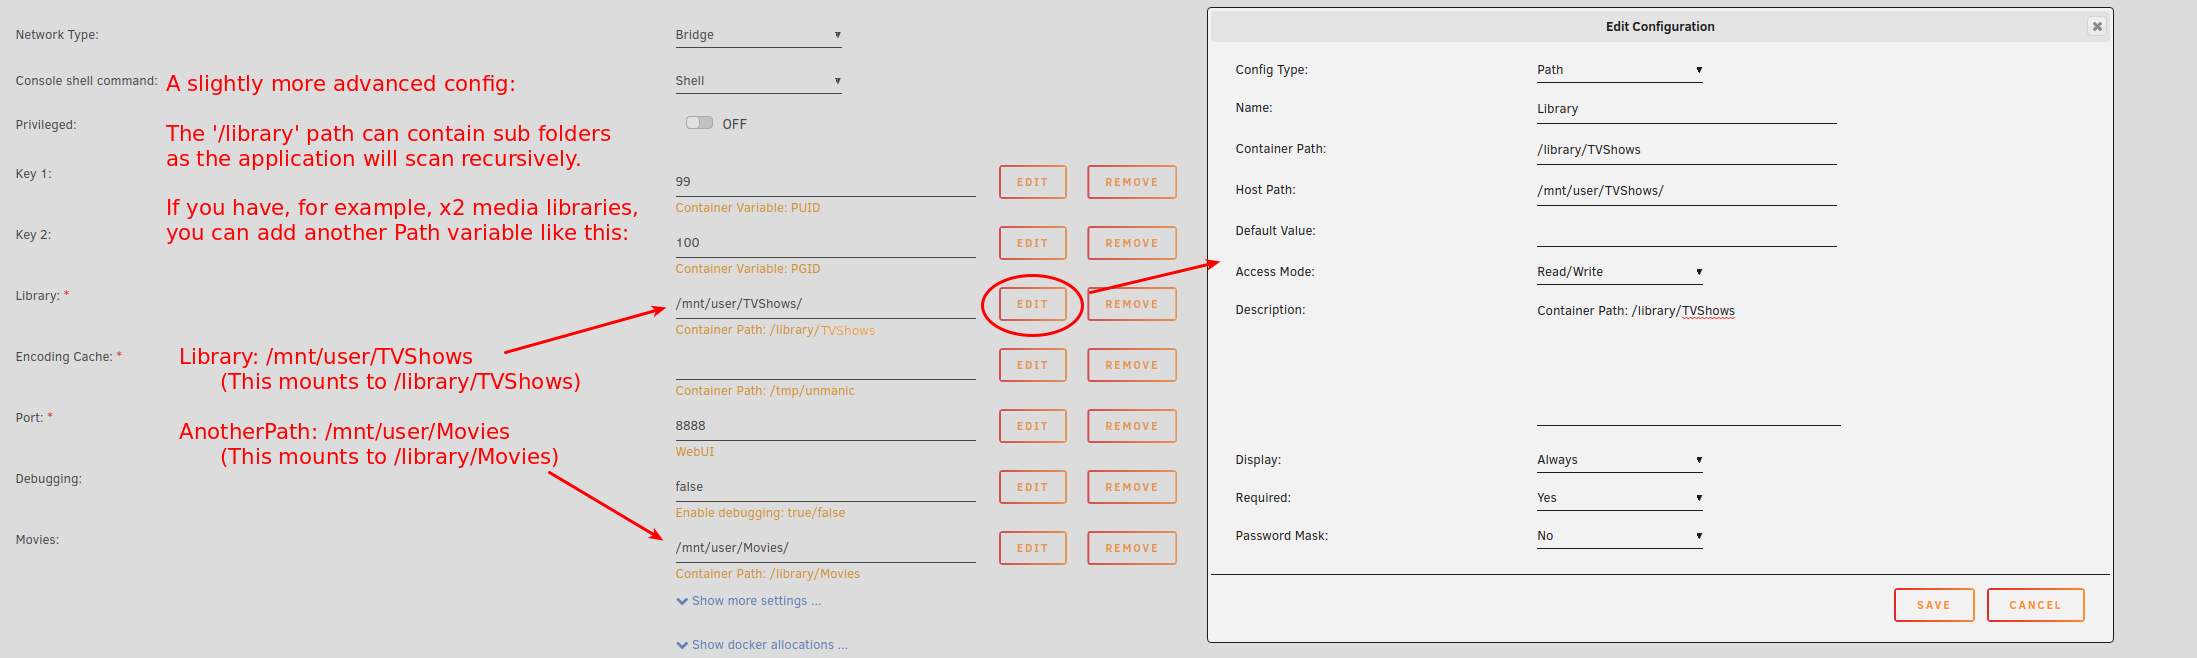 Network Type:
Bridge
Console shell command:
Shell
A slightly more advanced config:
Privileged:
OFF
The '/library' path can contain sub folders
as the application will scan recursively.
Key 1:
99
EDIT
REMOVE
Container Variable: PUID
If you have, for example, x2 media libraries,
you can add another Path variable like this:
Key 2:
100
EDIT
REMOVE
Container Variable: PGID
Library: *
/mnt/user/TVShows/
EDIT
REMOVE
Container Path: /library/TVShows
Library: /mnt/user/TVShows
(This mounts to /library/TVShows)
Encoding Cache: *
EDIT
REMOVE
Container Path: /tmp/unmanic
Port: *
8888
EDIT
REMOVE
WebUI
AnotherPath: /mnt/user/Movies
(This mounts to /library/Movies)
Debugging:
false
EDIT
REMOVE
Enable debugging: true/false
Movies:
/mnt/user/Movies/
EDIT
REMOVE
Container Path: /library/Movies
Show more settings ...
Show docker allocations ...
Edit Configuration
Config Type:
Path
Name:
Library
Container Path:
/library/TVShows
Host Path:
/mnt/user/TVShows/
Default Value:
Access Mode:
Read/Write
Description:
Container Path: /library/TVShows
Display:
Always
Required:
Yes
Password Mask:
No
SAVE
CANCEL